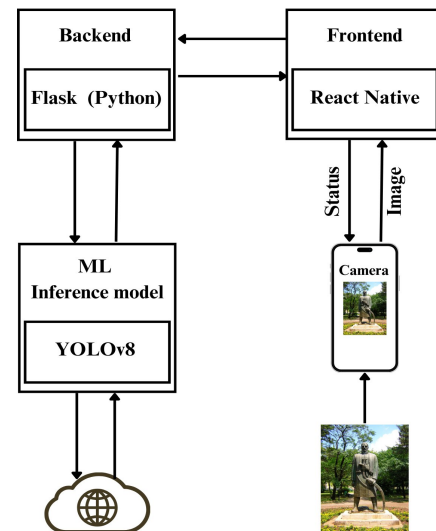 Backend
Flask (Python)
Frontend
React Native
Status
Image
ML
Inference model
YOLOv8
Camera